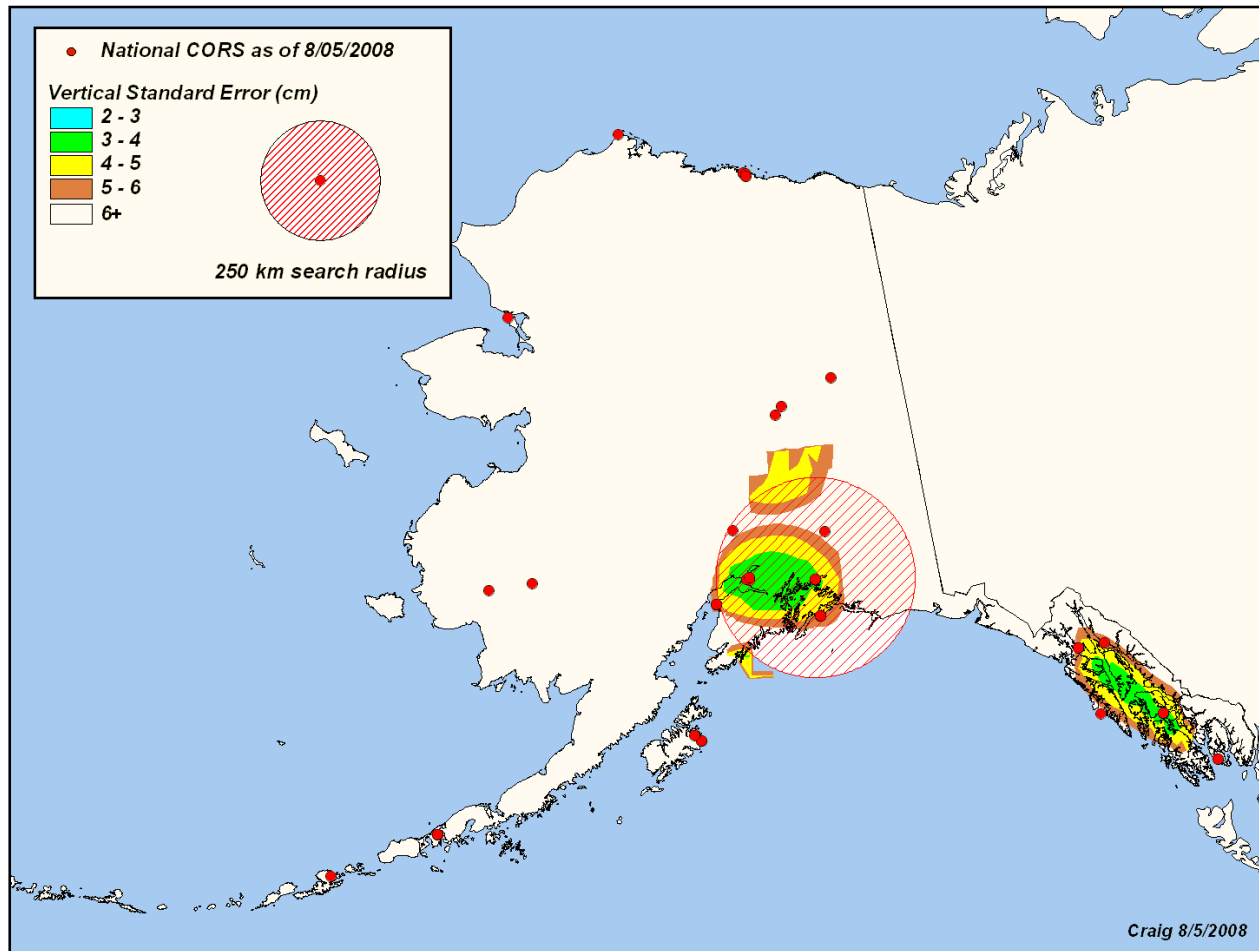 National CORS as of 8/05/2008
Vertical Standard Error (cm)
2 - 3
3 - 4
4 - 5
5 - 6
6+
250 km search radius
Craig 8/5/2008